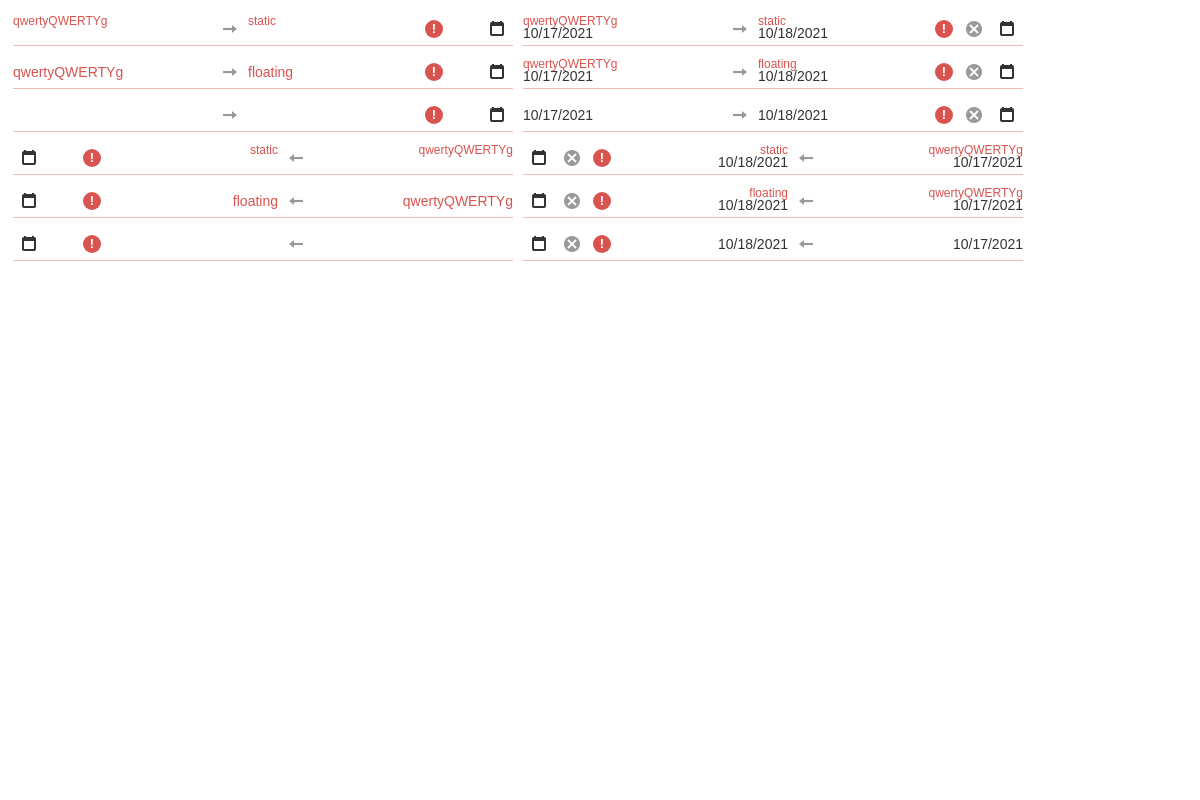 qwertyQWERTYg static qwertyQWERTYg static
10/17/2021 10/18/2021
qwertyQWERTYg floating qwertyQWERTYg floating
10/17/2021 10/18/2021
10/17/2021 10/18/2021
static qwertyQWERTYg static qwertyQWERTYg
10/18/2021 10/17/2021
floating qwertyQWERTYg floating qwertyQWERTYg
10/18/2021 10/17/2021
10/18/2021 10/17/2021